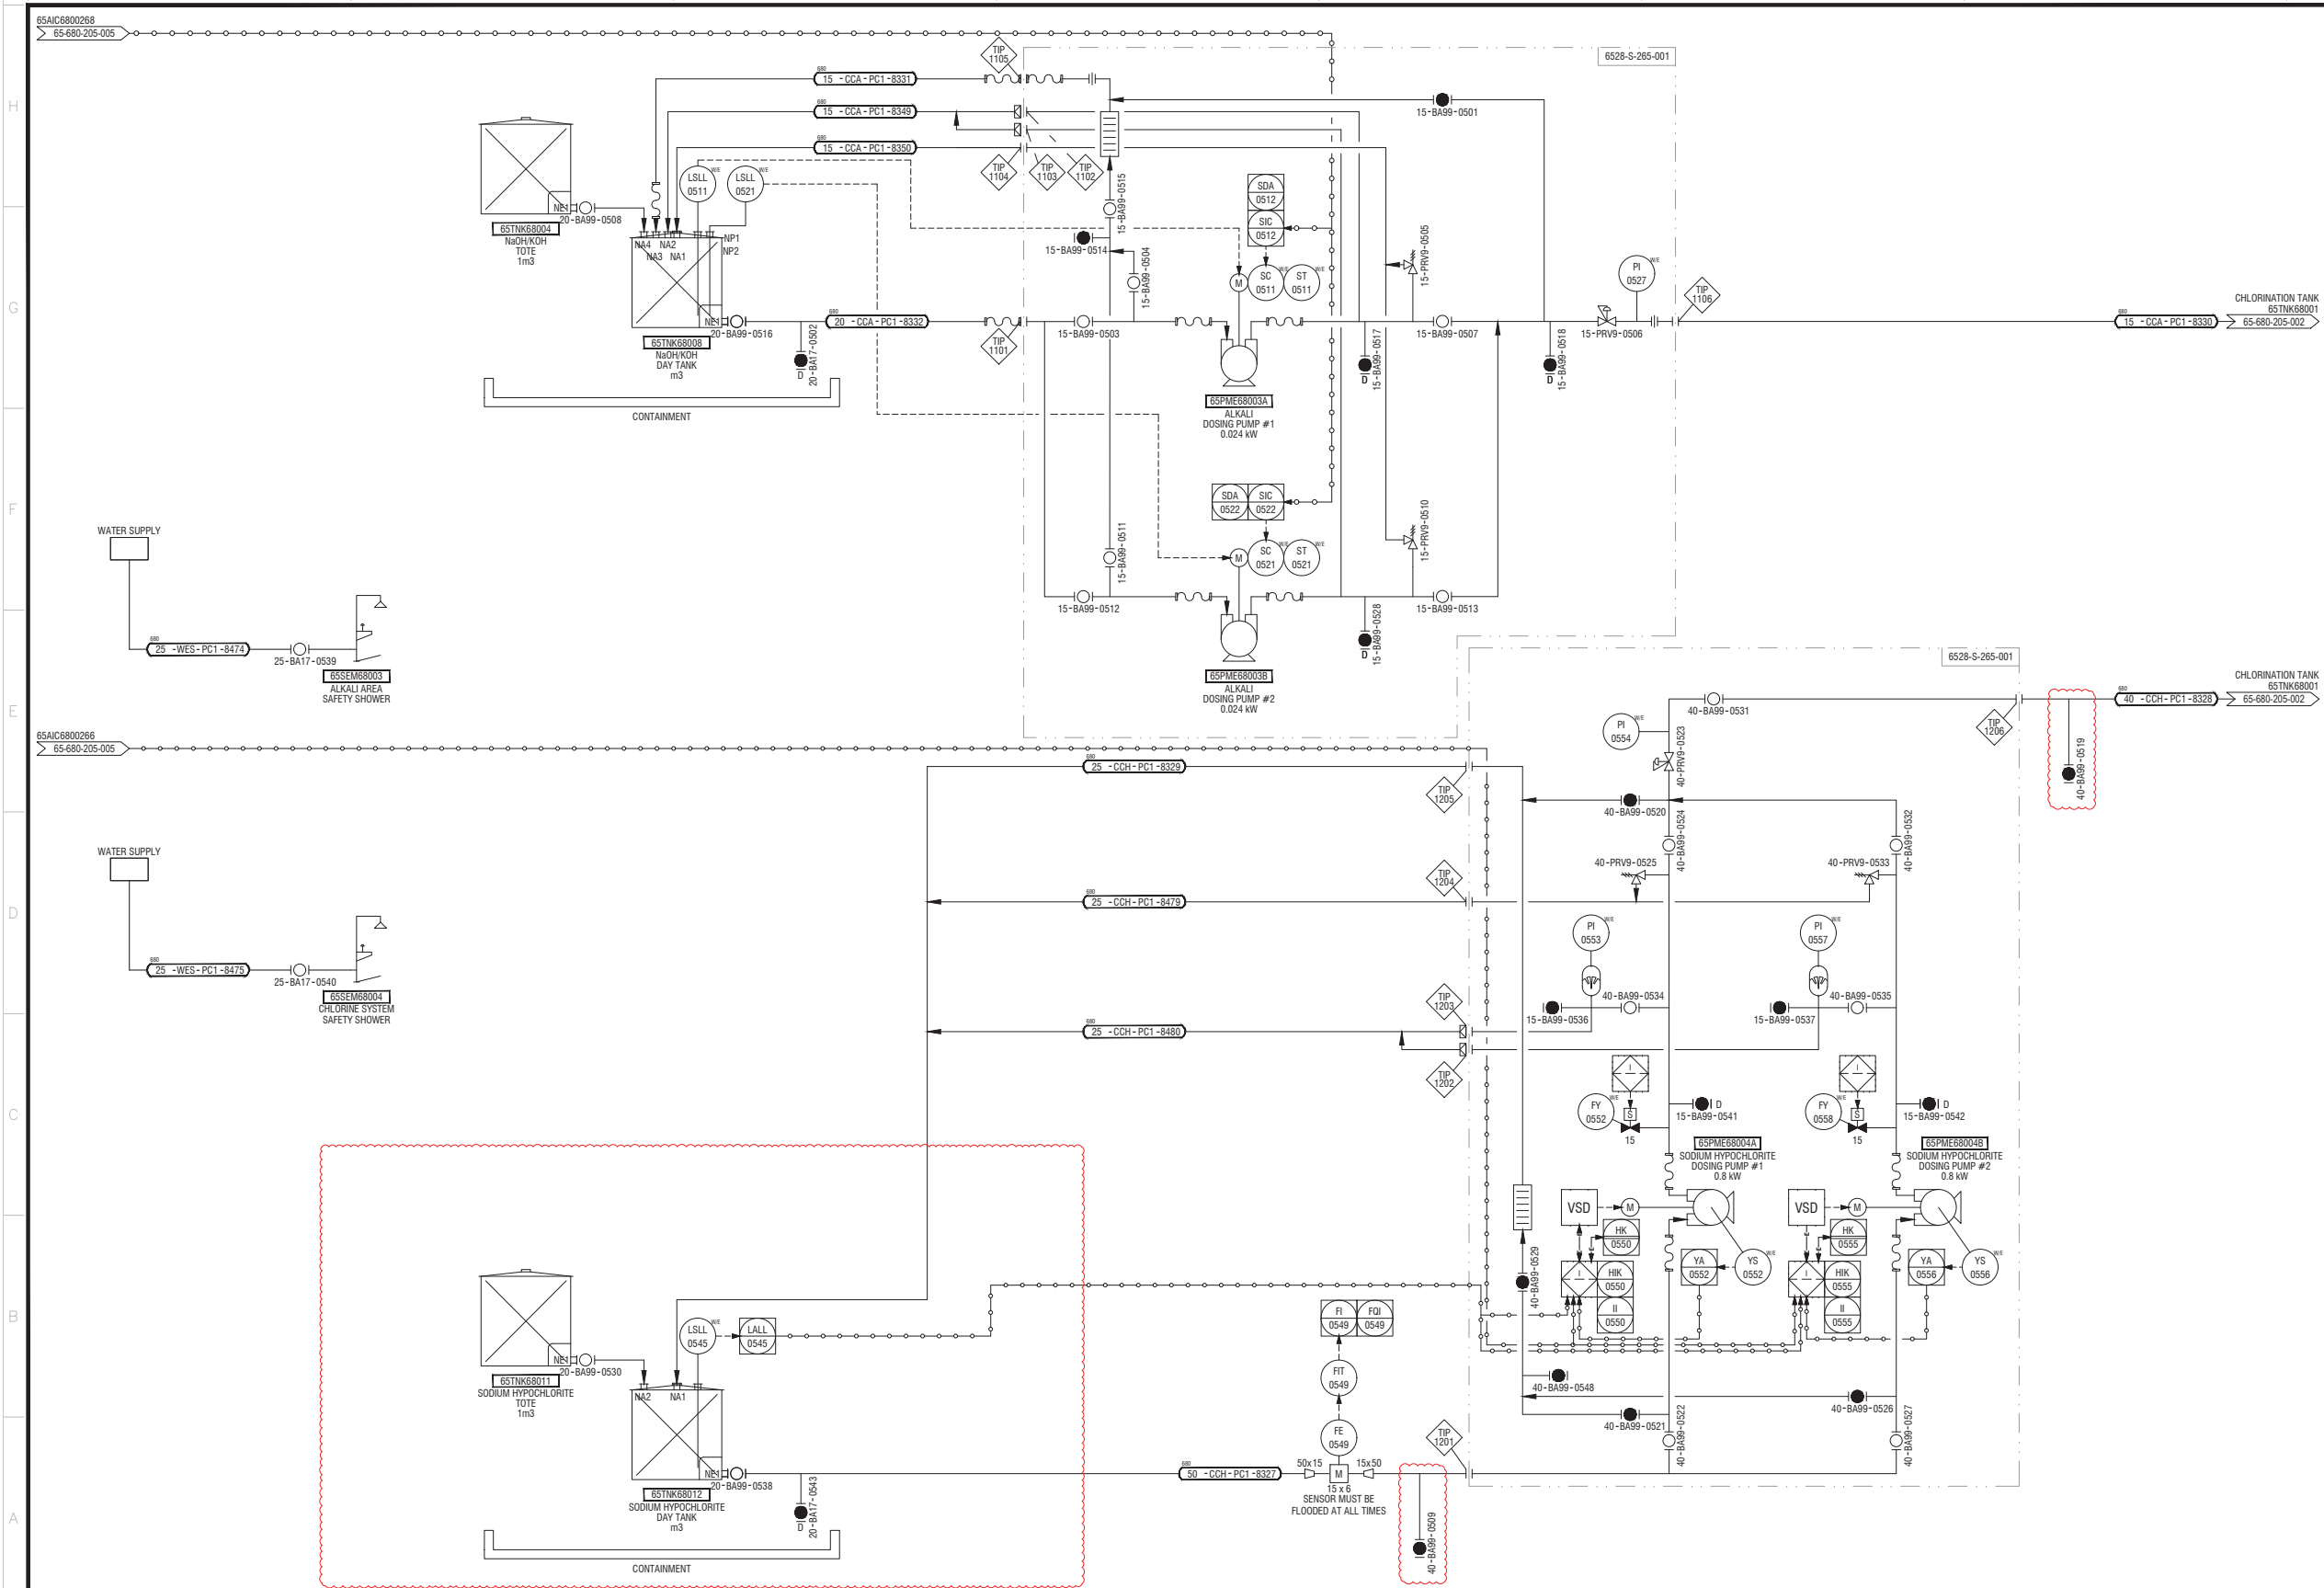 65AIC6800268
65-680-205-005
H
G
F
E
D
C
B
A
680
15 -CCA-PC1-8331
680
15 -CCA-PC1-8349
680
15 -CCA-PC1-8350
TIP
1105
TIP
1104
TIP
1103
TIP
1102
6528-S-265-001
15-BA99-0501
NE1
20-BA99-0508
65TNK68004
NaOH/KOH
TOTE
1m3
LSLL
0511
W/E
LSLL
0521
W/E
NA4 NA2
NA3 NA1
NP1
NP2
NE1
20-BA99-0516
65TNK68008
NaOH/KOH
DAY TANK
m3
20-BA17-0502
D
CONTAINMENT
680
20 -CCA-PC1-8332
TIP
1101
15-BA99-0503
15-BA99-0515
15-BA99-0514
15-BA99-0504
SDA
0512
SIC
0512
M
SC
0511
W/E
ST
0511
W/E
65PME68003A
ALKALI
DOSING PUMP #1
0.024 kW
15-PRV9-0505
15-BA99-0517
D
15-BA99-0507
15-BA99-0518
D
15-PRV9-0506
PI
0527
W/E
TIP
1106
680
15 -CCA-PC1-8330
CHLORINATION TANK
65TNK68001
65-680-205-002
SDA
0522
SIC
0522
M
SC
0521
W/E
ST
0521
W/E
15-BA99-0511
15-BA99-0512
15-PRV9-0510
15-BA99-0513
15-BA99-0528
D
65PME68003B
ALKALI
DOSING PUMP #2
0.024 kW
WATER SUPPLY
680
25 -WES-PC1-8474
25-BA17-0539
65SEM68003
ALKALI AREA
SAFETY SHOWER
65AIC6800266
65-680-205-005
WATER SUPPLY
680
25 -WES-PC1-8475
25-BA17-0540
65SEM68004
CHLORINE SYSTEM
SAFETY SHOWER
6528-S-265-001
40-BA99-0531
PI
0554
W/E
40-PRV9-0523
TIP
1206
40-BA99-0519
680
40 -CCH-PC1-8328
CHLORINATION TANK
65TNK68001
65-680-205-002
680
25 -CCH-PC1-8329
TIP
1205
40-BA99-0520
40-BA99-0524
40-BA99-0532
40-PRV9-0525
40-PRV9-0533
680
25 -CCH-PC1-8479
TIP
1204
PI
0553
W/E
PI
0557
W/E
40-BA99-0534
15-BA99-0536
40-BA99-0535
15-BA99-0537
680
25 -CCH-PC1-8480
TIP
1203
TIP
1202
I
I
FY
0552
W/E
S
15
FY
0558
W/E
S
15
D
15-BA99-0541
D
15-BA99-0542
65PME68004A
SODIUM HYPOCHLORITE
DOSING PUMP #1
0.8 kW
65PME68004B
SODIUM HYPOCHLORITE
DOSING PUMP #2
0.8 kW
VSD
M
HK
0550
I
HIK
0550
II
0550
YA
0552
YS
0552
W/E
VSD
M
HK
0555
I
HIK
0555
II
0555
YA
0556
YS
0556
W/E
40-BA99-0529
40-BA99-0548
40-BA99-0521
40-BA99-0522
40-BA99-0526
40-BA99-0527
NE1
20-BA99-0530
65TNK68011
SODIUM HYPOCHLORITE
TOTE
1m3
LSLL
0545
W/E
LALL
0545
NA2 NA1
NE1
20-BA99-0538
65TNK68012
SODIUM HYPOCHLORITE
DAY TANK
m3
20-BA17-0543
D
CONTAINMENT
680
50 -CCH-PC1-8327
FI
0549
FQI
0549
FIT
0549
FE
0549
50x15
M
15x50
15 x 6
SENSOR MUST BE
FLOODED AT ALL TIMES
TIP
1201
40-BA99-0509